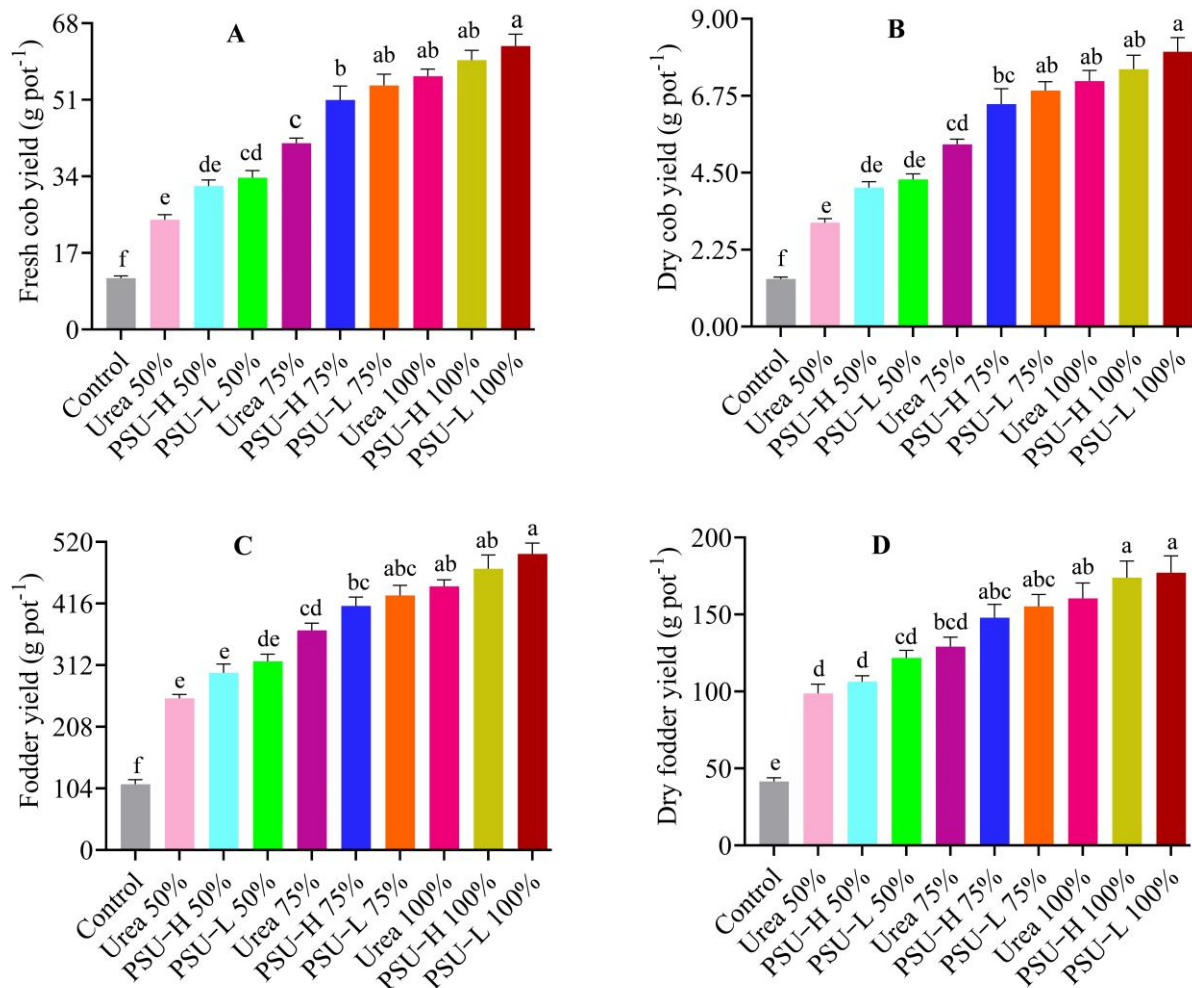 A
Fresh cob yield (g pot⁻¹)
68
51
34
17
0
f
e
de
cd
c
b
ab
ab
ab
a
Control
Urea 50%
PSU−H 50%
PSU−L 50%
Urea 75%
PSU−H 75%
PSU−L 75%
Urea 100%
PSU−H 100%
PSU−L 100%
B
Dry cob yield (g pot⁻¹)
9.00
6.75
4.50
2.25
0.00
f
e
de
de
cd
bc
ab
ab
ab
a
Control
Urea 50%
PSU−H 50%
PSU−L 50%
Urea 75%
PSU−H 75%
PSU−L 75%
Urea 100%
PSU−H 100%
PSU−L 100%
C
Fodder yield (g pot⁻¹)
520
416
312
208
104
0
f
e
e
de
cd
bc
abc
ab
ab
a
Control
Urea 50%
PSU−H 50%
PSU−L 50%
Urea 75%
PSU−H 75%
PSU−L 75%
Urea 100%
PSU−H 100%
PSU−L 100%
D
Dry fodder yield (g pot⁻¹)
200
150
100
50
0
e
d
d
cd
bcd
abc
abc
ab
a
a
Control
Urea 50%
PSU−H 50%
PSU−L 50%
Urea 75%
PSU−H 75%
PSU−L 75%
Urea 100%
PSU−H 100%
PSU−L 100%